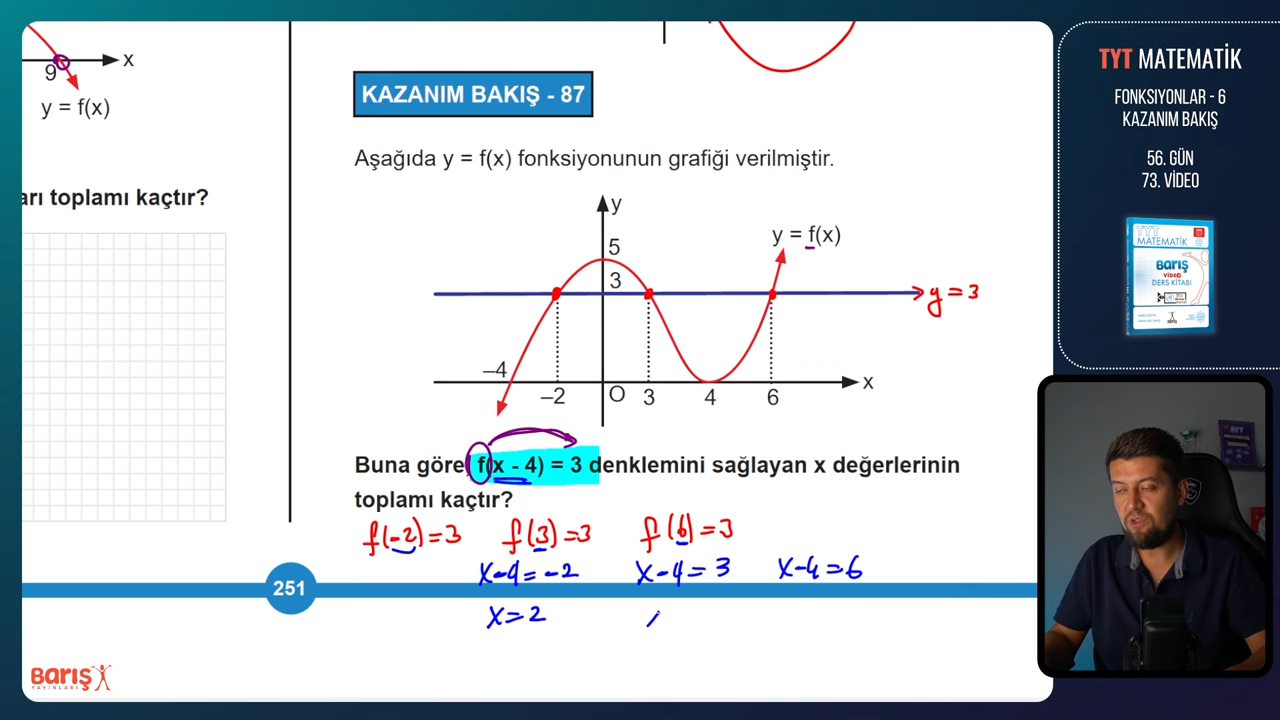 9
x
y = f(x)
arı toplamı kaçtır?
251
KAZANIM BAKIŞ - 87
Aşağıda y = f(x) fonksiyonunun grafiği verilmiştir.
y
5
3
y = f(x)
y = 3
–4
–2
O
3
4
6
x
Buna göre, f(x - 4) = 3 denklemini sağlayan x değerlerinin
toplamı kaçtır?
f(-2)=3 f(3)=3 f(6)=3
x-4=-2 x-4=3 x-4=6
x=2
BARIŞ
YAYINLARI
TYT MATEMATİK
FONKSIYONLAR - 6
KAZANIM BAKIŞ
56. GÜN
73. VİDEO
TYT
MATEMATİK
BARIŞ
VİDEO
DERS KİTABI